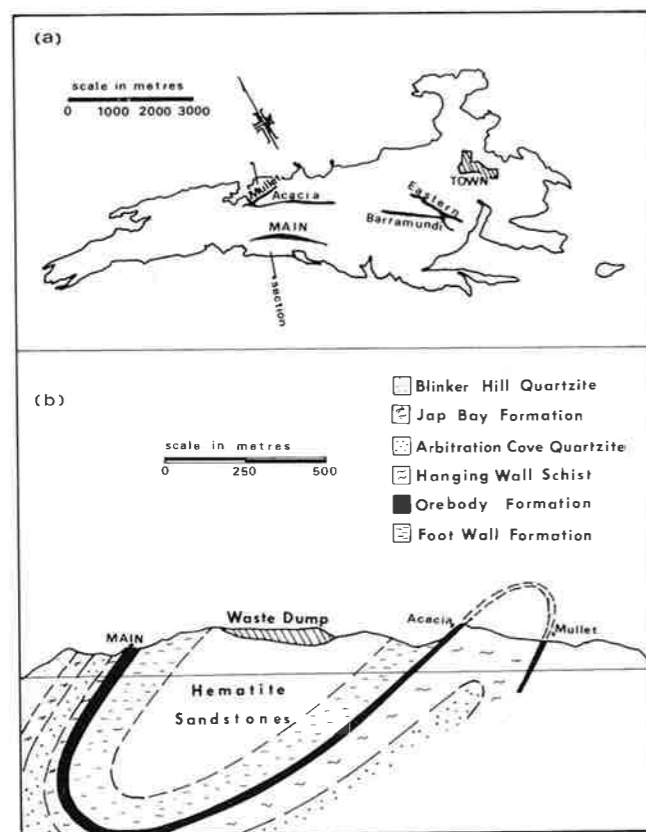 (a)
scale in metres
0 1000 2000 3000
TOWN
Mullet
Acacia
Eastern
Barramundi
MAIN
section
(b)
Blinker Hill Quartzite
Jap Bay Formation
scale in metres
Arbitration Cove Quartzite
0 250 500
Hanging Wall Schist
Orebody Formation
Foot Wall Formation
Waste Dump
Acacia
Mullet
MAIN
Hematite
Sandstones